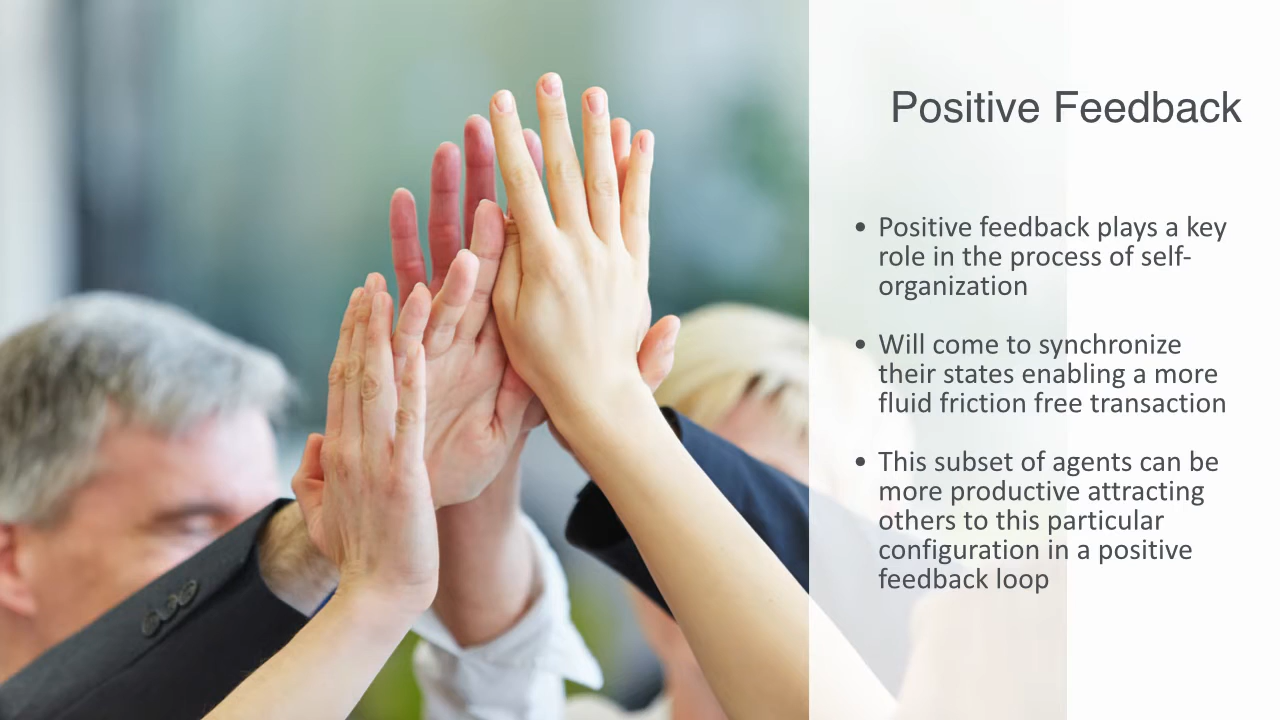 Positive Feedback
• Positive feedback plays a key
role in the process of self-
organization
• Will come to synchronize
their states enabling a more
fluid friction free transaction
• This subset of agents can be
more productive attracting
others to this particular
configuration in a positive
feedback loop